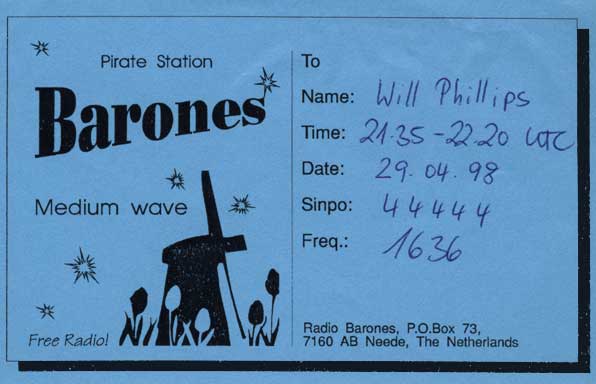 Pirate Station
Barones
Medium wave
Free Radio!
To
Name: Will Phillips
Time: 21.35-22.20 UTC
Date: 29.04.98
Sinpo: 44444
Freq.: 1636
Radio Barones, P.O.Box 73,
7160 AB Neede, The Netherlands